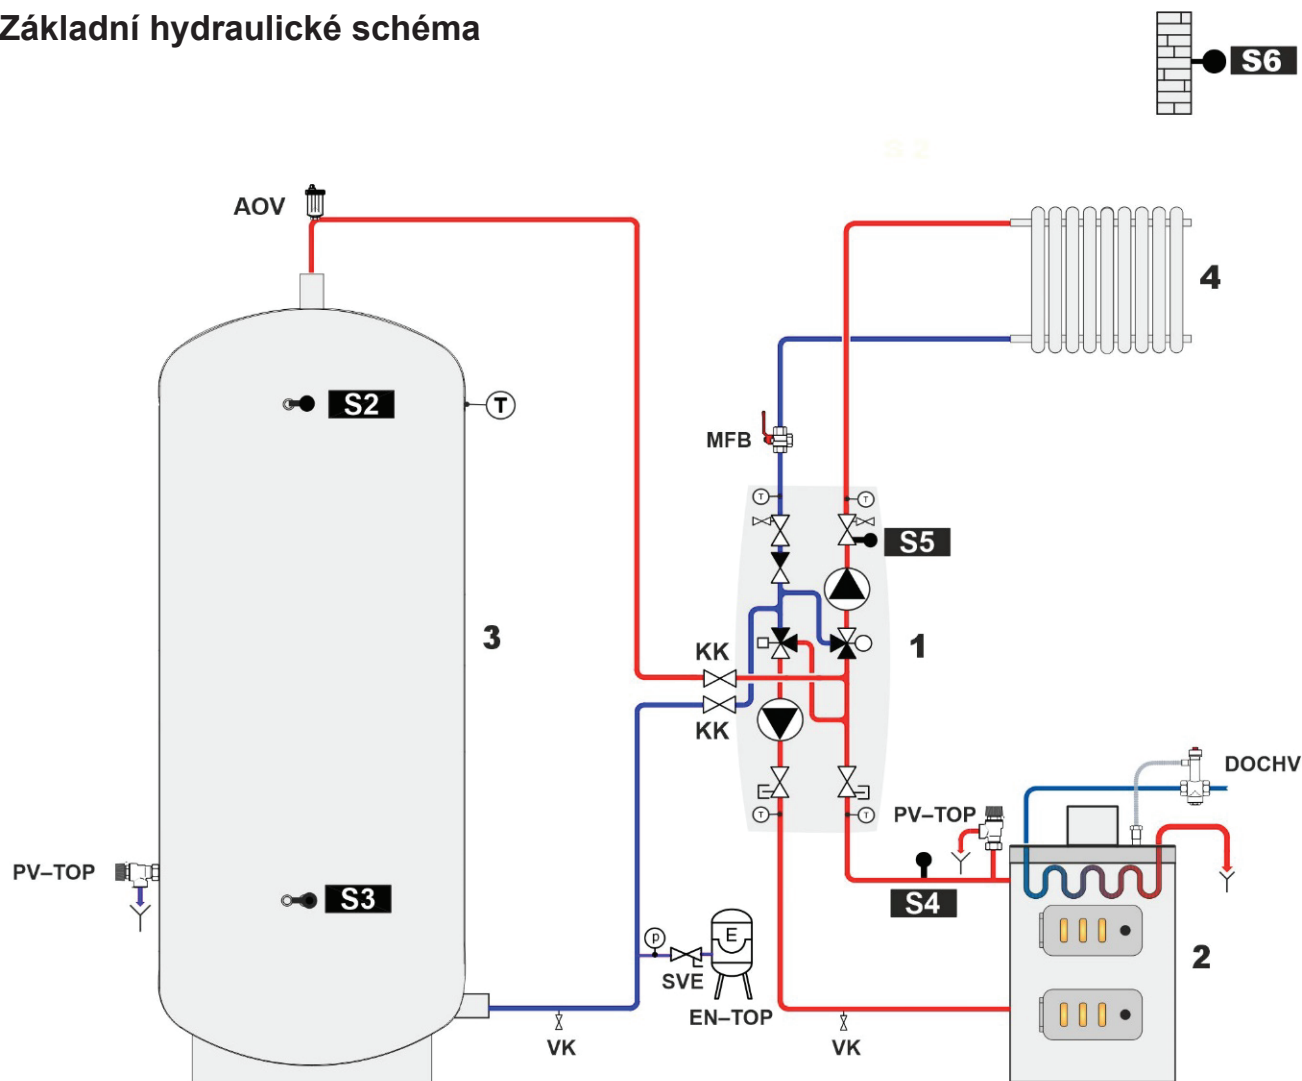 Základní hydraulické schéma
S6
AOV
4
S2
T
MFB
T
T
S5
3
1
KK
KK
DOCHV
T
T
PV–TOP
PV–TOP
S3
S4
P
E
SVE
2
EN–TOP
VK
VK